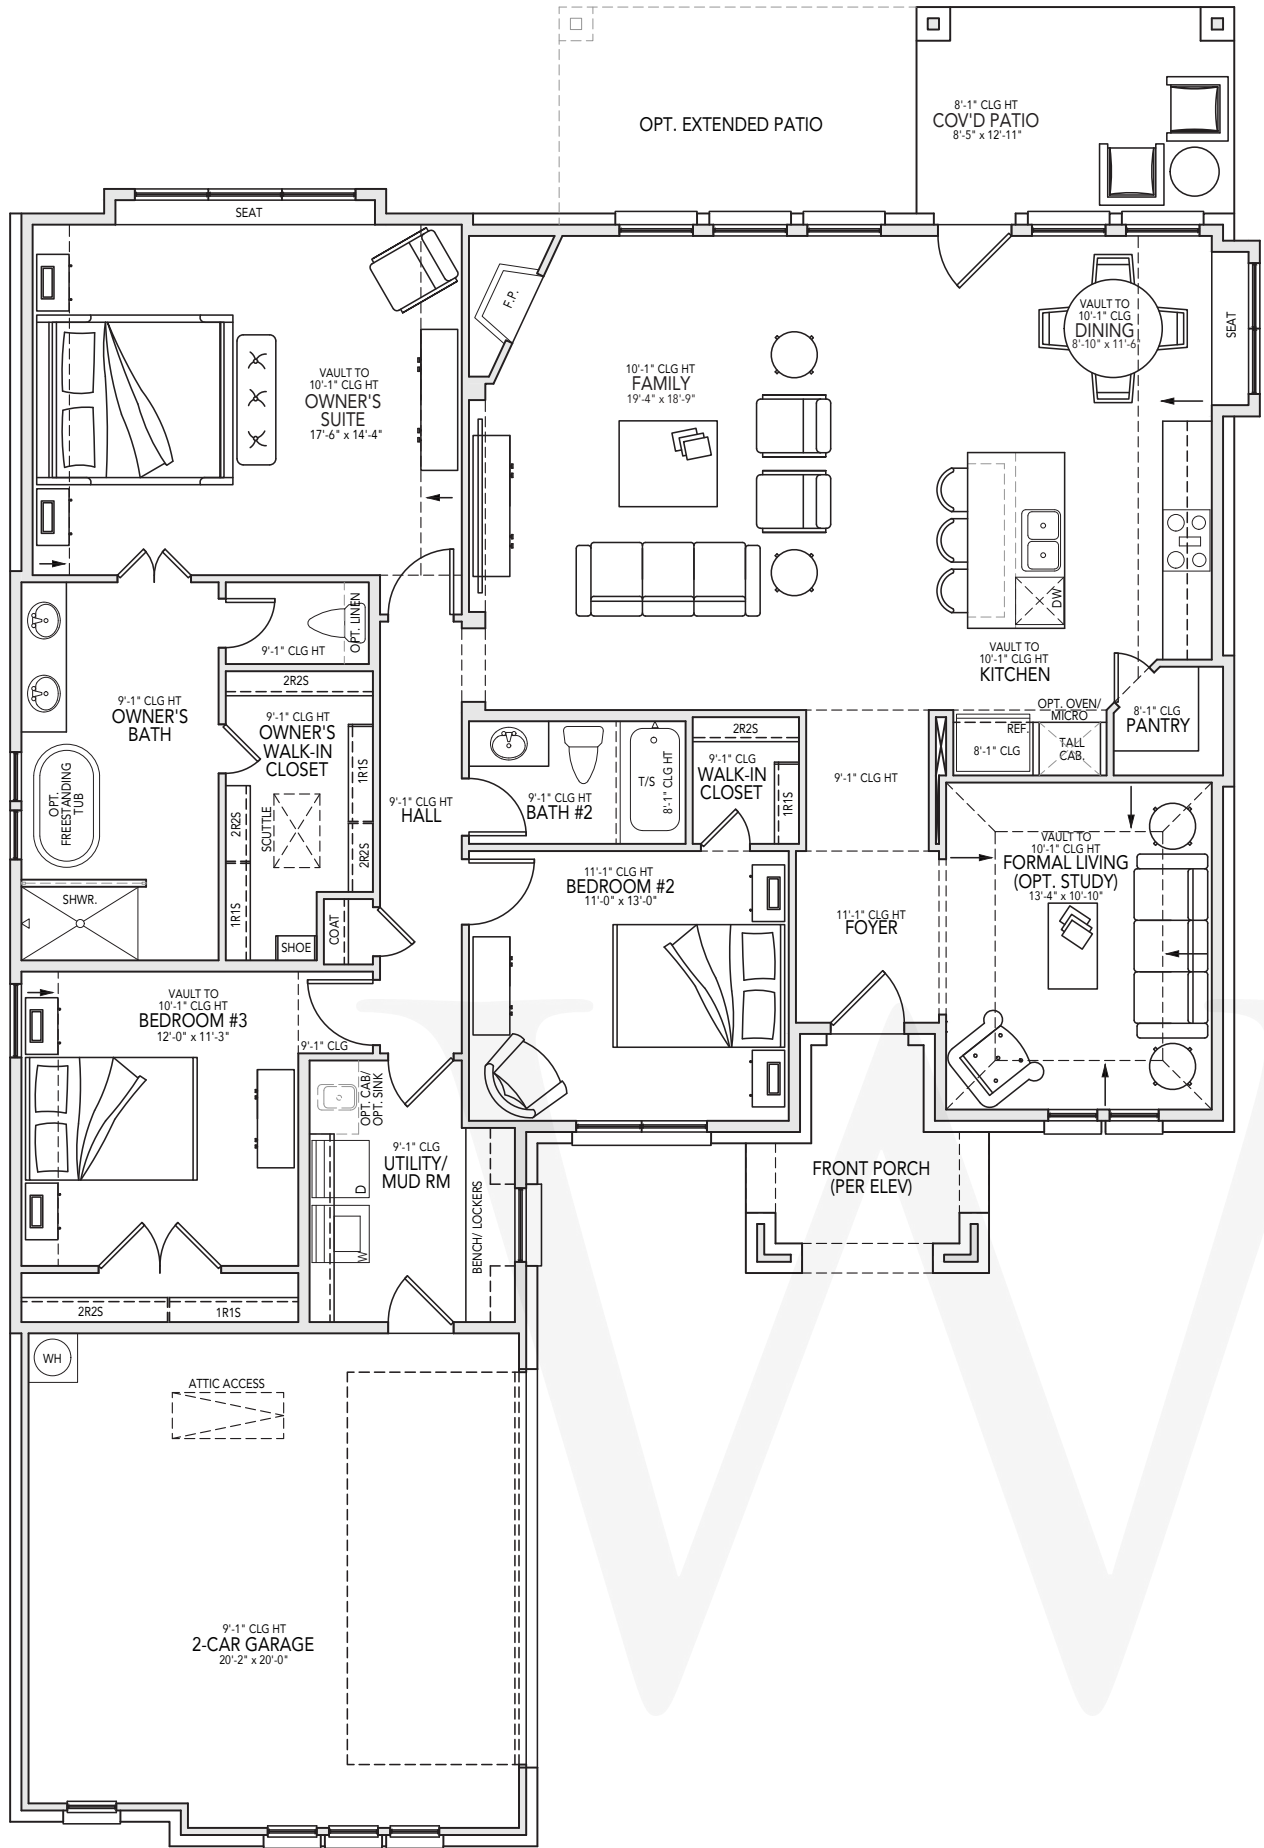 OPT. EXTENDED PATIO
8'-1" CLG HT
COV'D PATIO
8'-5" x 12'-11"
SEAT
VAULT TO
10'-1" CLG HT
OWNER'S
SUITE
17'-6" x 14'-4"
F.P.
10'-1" CLG HT
FAMILY
19'-4" x 18'-9"
VAULT TO
10'-1" CLG
DINING
8'-10" x 11'-6"
SEAT
DW
VAULT TO
10'-1" CLG HT
KITCHEN
OPT. LINEN
9'-1" CLG HT
9'-1" CLG HT
OWNER'S
BATH
OPT.
FREESTANDING
TUB
SHWR.
2R2S
9'-1" CLG HT
OWNER'S
WALK-IN
CLOSET
1R1S
2R2S
2R2S
1R1S
SCUTTLE
SHOE
COAT
9'-1" CLG HT
HALL
9'-1" CLG HT
BATH #2
T/S
8'-1" CLG HT
2R2S
9'-1" CLG
WALK-IN
CLOSET
1R1S
9'-1" CLG HT
OPT. OVEN/
MICRO
REF.
8'-1" CLG
TALL
CAB.
8'-1" CLG
PANTRY
11'-1" CLG HT
BEDROOM #2
11'-0" x 13'-0"
11'-1" CLG HT
FOYER
VAULT TO
10'-1" CLG HT
FORMAL LIVING
(OPT. STUDY)
13'-4" x 10'-10"
VAULT TO
10'-1" CLG HT
BEDROOM #3
12'-0" x 11'-3"
9'-1" CLG
OPT. CAB/
OPT. SINK
9'-1" CLG
UTILITY/
MUD RM
D
W
BENCH/ LOCKERS
FRONT PORCH
(PER ELEV)
2R2S
1R1S
WH
ATTIC ACCESS
9'-1" CLG HT
2-CAR GARAGE
20'-2" x 20'-0"
W